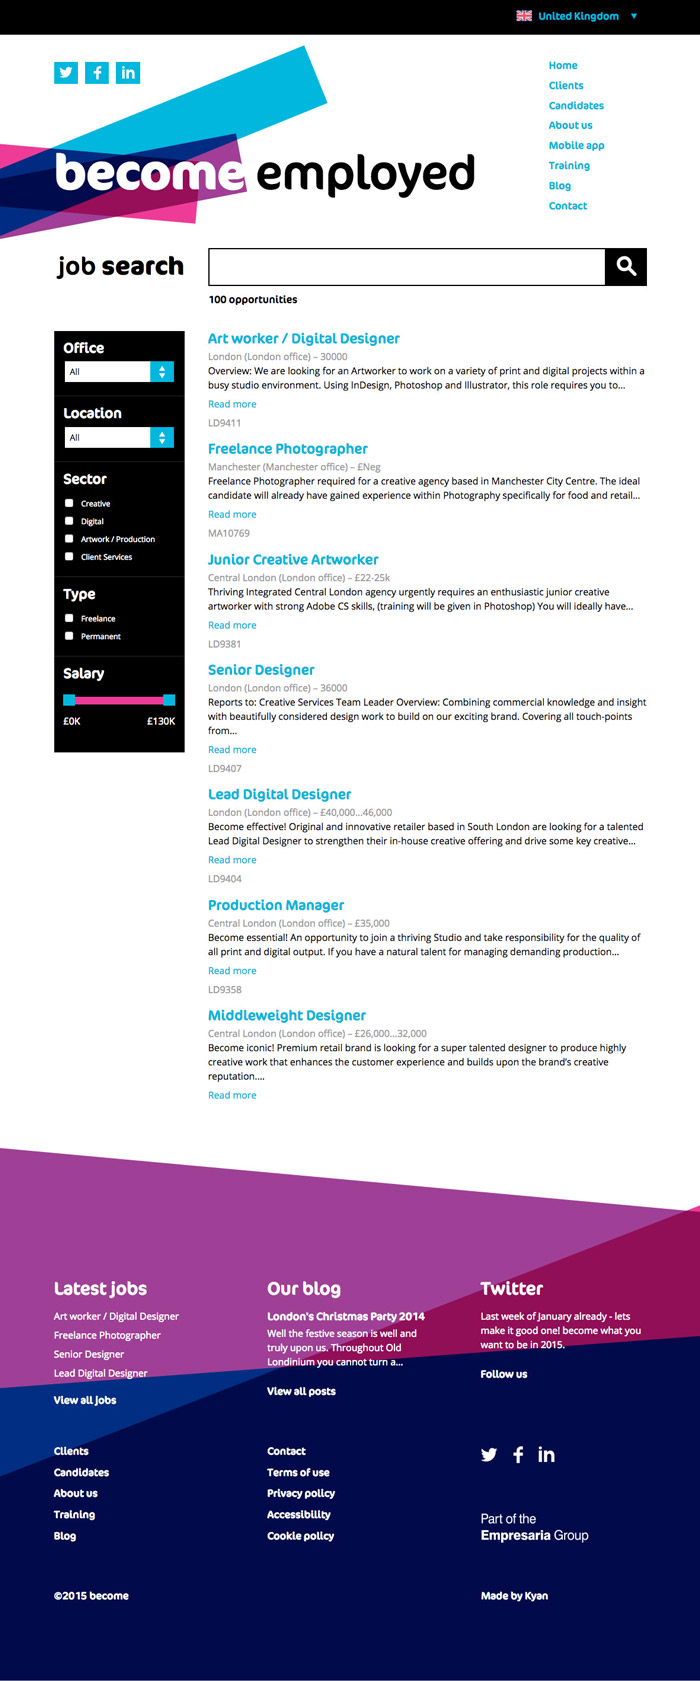 United Kingdom
Home
Clients
Candidates
About us
Mobile app
Training
Blog
Contact
become employed
job search
100 opportunities
Office
All
Location
All
Sector
Creative
Digital
Artwork / Production
Client Services
Type
Freelance
Permanent
Salary
£0K £130K
Art worker / Digital Designer
London (London office) – 30000
Overview: We are looking for an Artworker to work on a variety of print and digital projects within a
busy studio environment. Using InDesign, Photoshop and Illustrator, this role requires you to...
Read more
LD9411
Freelance Photographer
Manchester (Manchester office) – £Neg
Freelance Photographer required for a creative agency based in Manchester City Centre. The ideal
candidate will already have gained experience within Photography specifically for food and retail...
Read more
MA10769
Junior Creative Artworker
Central London (London office) – £22-25k
Thriving Integrated Central London agency urgently requires an enthusiastic junior creative
artworker with strong Adobe CS skills, (training will be given in Photoshop) You will ideally have...
Read more
LD9381
Senior Designer
London (London office) – 36000
Reports to: Creative Services Team Leader Overview: Combining commercial knowledge and insight
with beautifully considered design work to build on our exciting brand. Covering all touch-points
from...
Read more
LD9407
Lead Digital Designer
London (London office) – £40,000...46,000
Become effective! Original and innovative retailer based in South London are looking for a talented
Lead Digital Designer to strengthen their in-house creative offering and drive some key creative...
Read more
LD9404
Production Manager
Central London (London office) – £35,000
Become essential! An opportunity to join a thriving Studio and take responsibility for the quality of
all print and digital output. If you have a natural talent for managing demanding production...
Read more
LD9358
Middleweight Designer
Central London (London office) – £26,000...32,000
Become iconic! Premium retail brand is looking for a super talented designer to produce highly
creative work that enhances the customer experience and builds upon the brand's creative
reputation....
Read more
Latest jobs
Art worker / Digital Designer
Freelance Photographer
Senior Designer
Lead Digital Designer
View all jobs
Our blog
London's Christmas Party 2014
Well the festive season is well and
truly upon us. Throughout Old
Londinium you cannot turn a...
View all posts
Twitter
Last week of January already - lets
make it good one! become what you
want to be in 2015.
Follow us
Clients
Candidates
About us
Training
Blog
Contact
Terms of use
Privacy policy
Accessibility
Cookie policy
Part of the
Empresaria Group
©2015 become
Made by Kyan